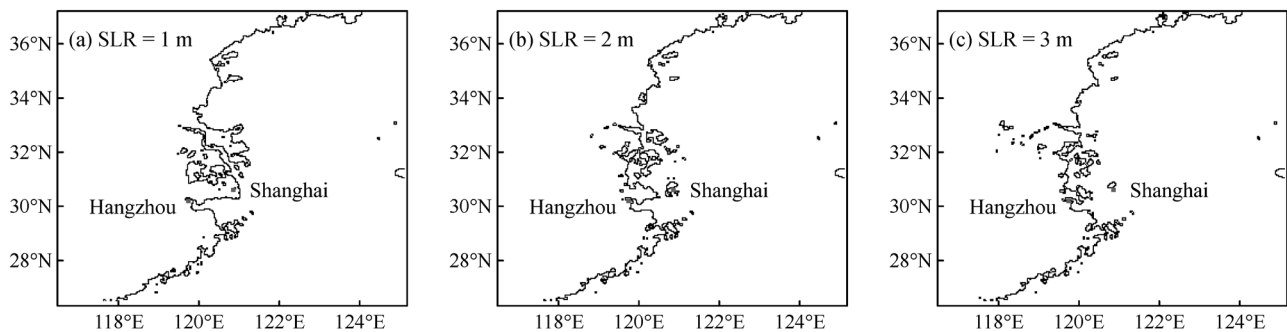 (a) SLR = 1 m
36°N
34°N
32°N
30°N
28°N
Shanghai
Hangzhou
118°E 120°E 122°E 124°E
(b) SLR = 2 m
36°N
34°N
32°N
30°N
28°N
Shanghai
Hangzhou
118°E 120°E 122°E 124°E
(c) SLR = 3 m
36°N
34°N
32°N
30°N
28°N
Shanghai
Hangzhou
118°E 120°E 122°E 124°E